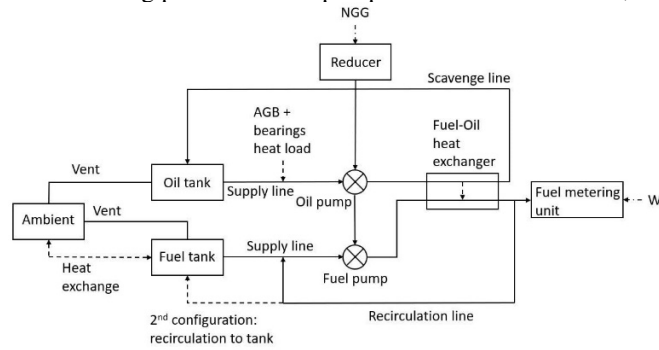 NGG
Reducer
Scavenge line
AGB +
bearings
heat load
Fuel-Oil
heat
exchanger
Vent
Oil tank
Supply line
Oil pump
Fuel metering
unit
W
Ambient
Vent
Fuel tank
Supply line
Fuel pump
Heat
exchange
Recirculation line
2nd configuration:
recirculation to tank